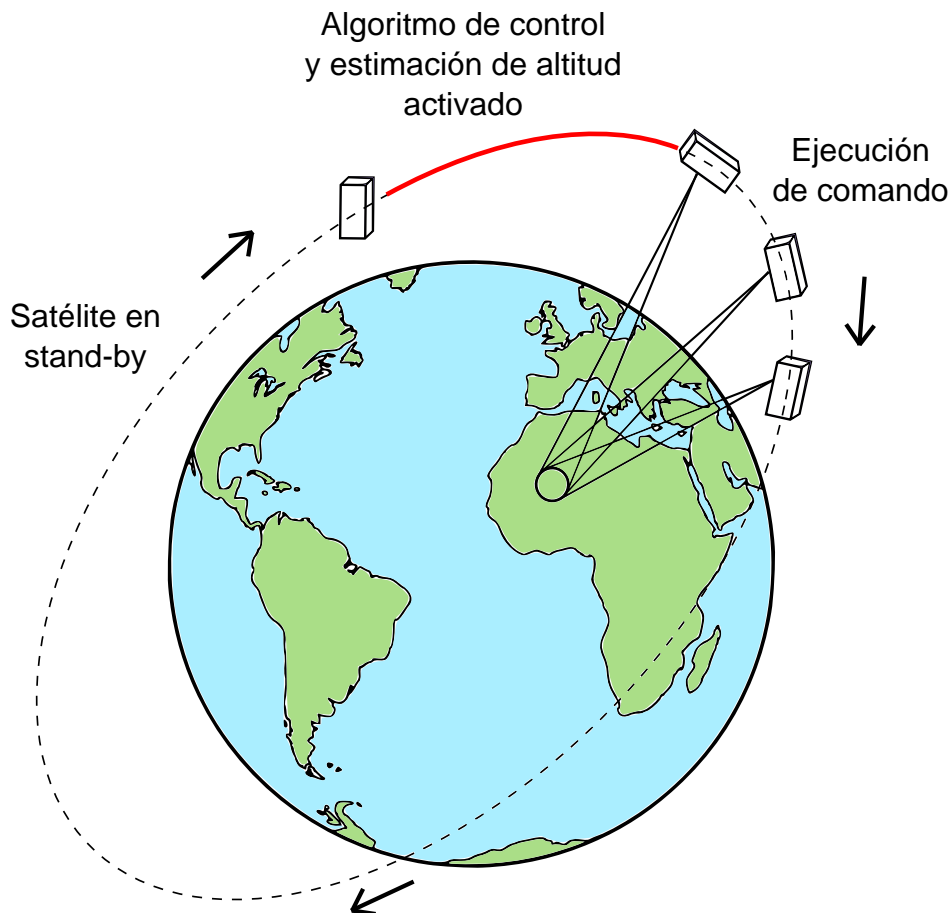 Algoritmo de control
y estimación de altitud
activado
Ejecución
de comando
Satélite en
stand-by